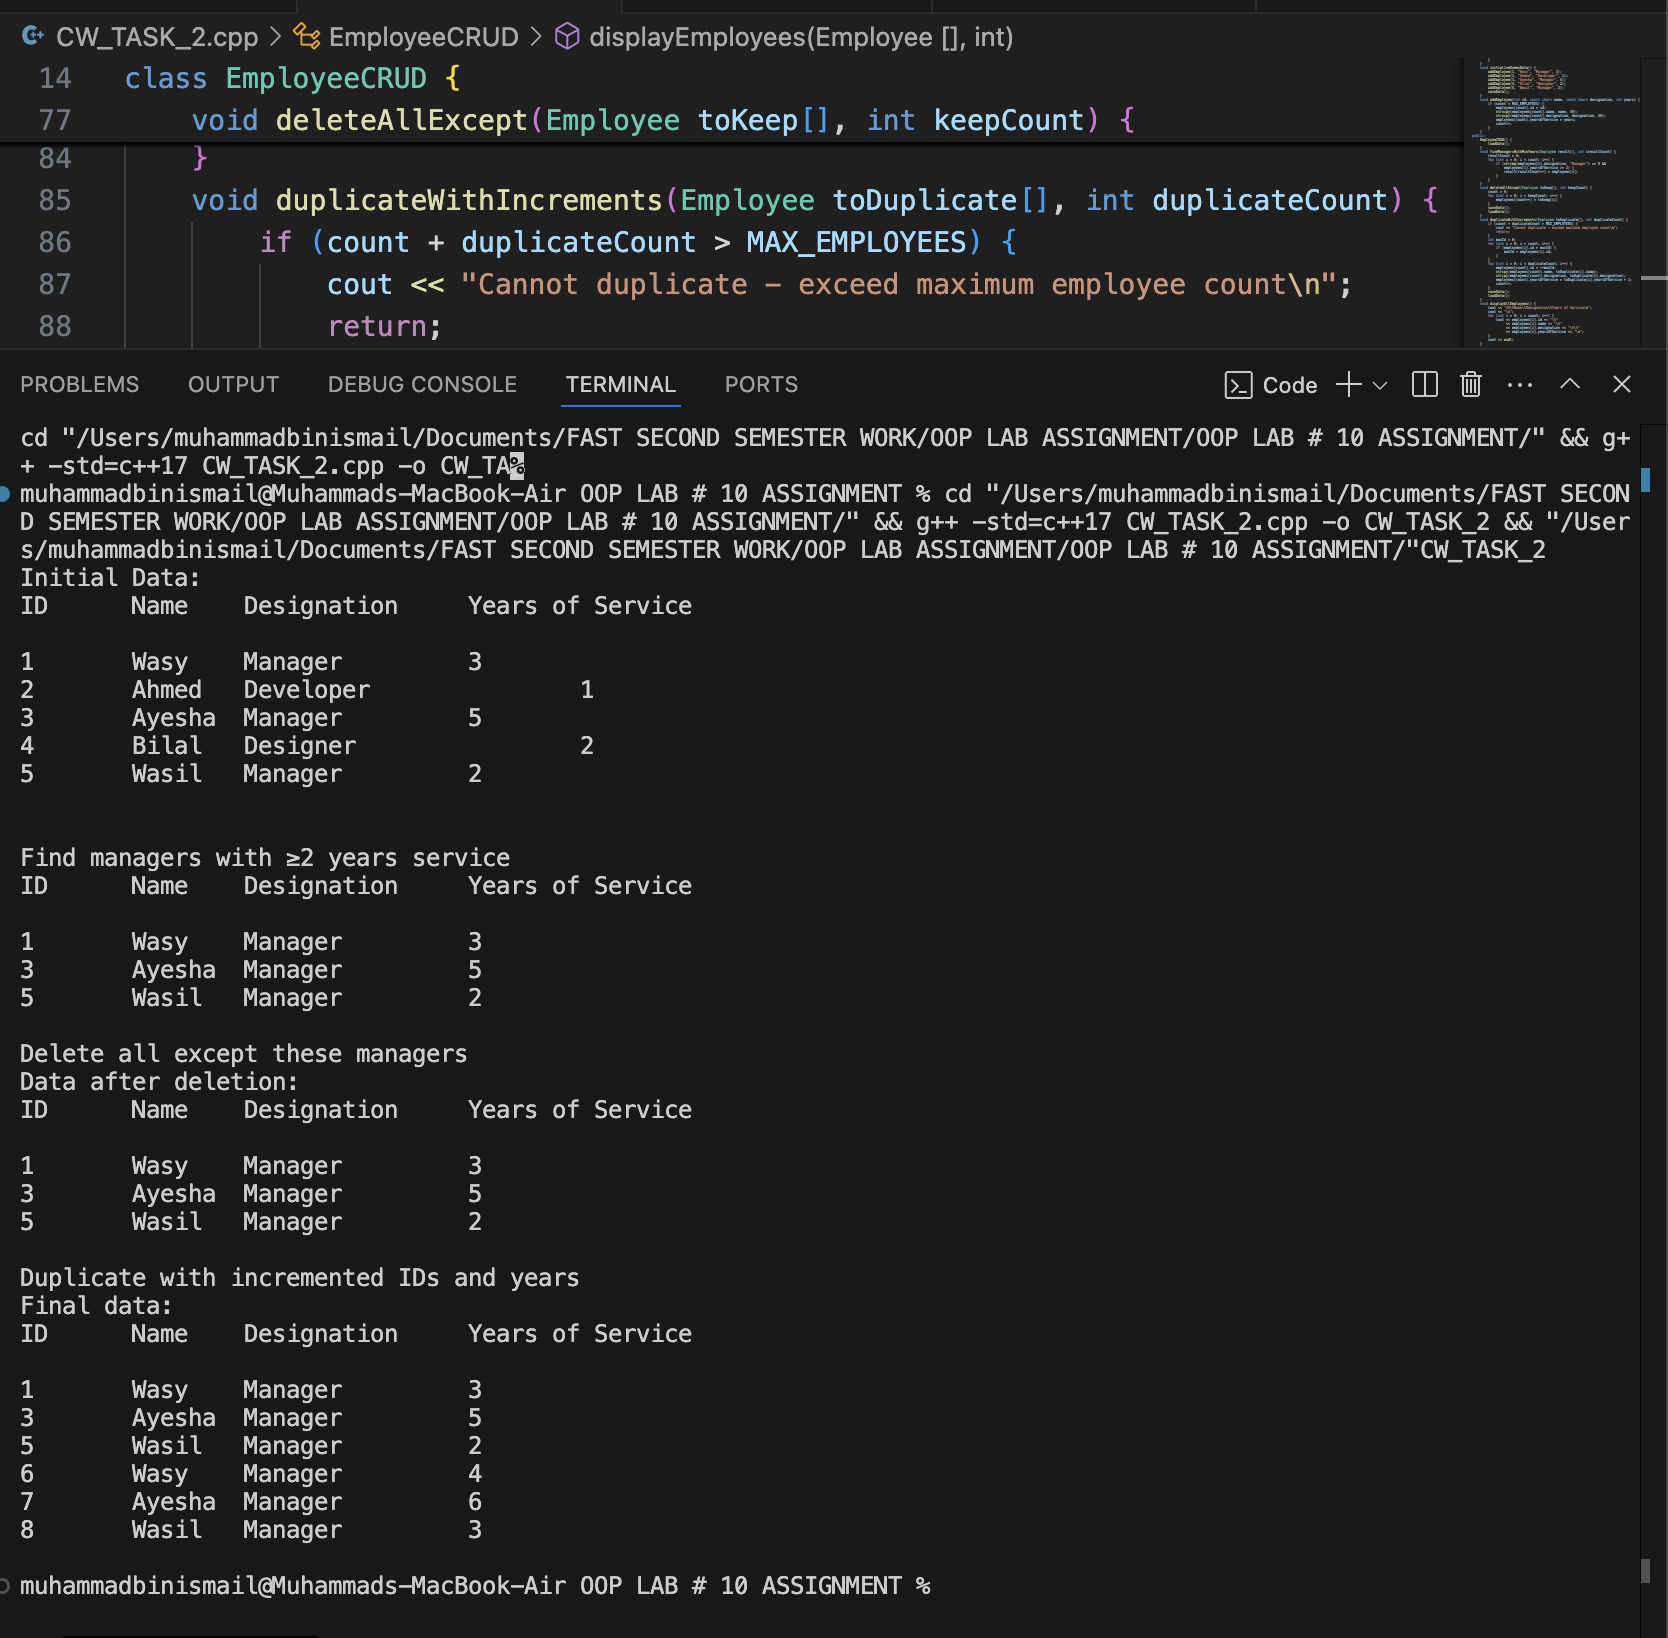 CW_TASK_2.cpp > EmployeeCRUD > displayEmployees(Employee [], int)
14 class EmployeeCRUD {
77 void deleteAllExcept(Employee toKeep[], int keepCount) {
84 }
85 void duplicateWithIncrements(Employee toDuplicate[], int duplicateCount) {
86 if (count + duplicateCount > MAX_EMPLOYEES) {
87 cout << "Cannot duplicate - exceed maximum employee count\n";
88 return;
PROBLEMS OUTPUT DEBUG CONSOLE TERMINAL PORTS Code
cd "/Users/muhammadbinismail/Documents/FAST SECOND SEMESTER WORK/OOP LAB ASSIGNMENT/OOP LAB # 10 ASSIGNMENT/" && g+
+ -std=c++17 CW_TASK_2.cpp -o CW_TA%
muhammadbinismail@Muhammads-MacBook-Air OOP LAB # 10 ASSIGNMENT % cd "/Users/muhammadbinismail/Documents/FAST SECON
D SEMESTER WORK/OOP LAB ASSIGNMENT/OOP LAB # 10 ASSIGNMENT/" && g++ -std=c++17 CW_TASK_2.cpp -o CW_TASK_2 && "/User
s/muhammadbinismail/Documents/FAST SECOND SEMESTER WORK/OOP LAB ASSIGNMENT/OOP LAB # 10 ASSIGNMENT/"CW_TASK_2
Initial Data:
ID Name Designation Years of Service
1 Wasy Manager 3
2 Ahmed Developer 1
3 Ayesha Manager 5
4 Bilal Designer 2
5 Wasil Manager 2
Find managers with ≥2 years service
ID Name Designation Years of Service
1 Wasy Manager 3
3 Ayesha Manager 5
5 Wasil Manager 2
Delete all except these managers
Data after deletion:
ID Name Designation Years of Service
1 Wasy Manager 3
3 Ayesha Manager 5
5 Wasil Manager 2
Duplicate with incremented IDs and years
Final data:
ID Name Designation Years of Service
1 Wasy Manager 3
3 Ayesha Manager 5
5 Wasil Manager 2
6 Wasy Manager 4
7 Ayesha Manager 6
8 Wasil Manager 3
muhammadbinismail@Muhammads-MacBook-Air OOP LAB # 10 ASSIGNMENT %